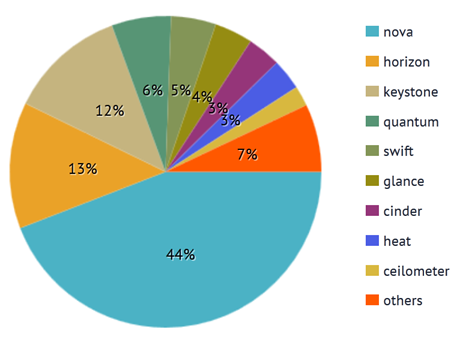 nova
horizon
keystone
quantum
swift
glance
cinder
heat
ceilometer
others
6%
5%
4%
3%
3%
12%
13%
7%
44%